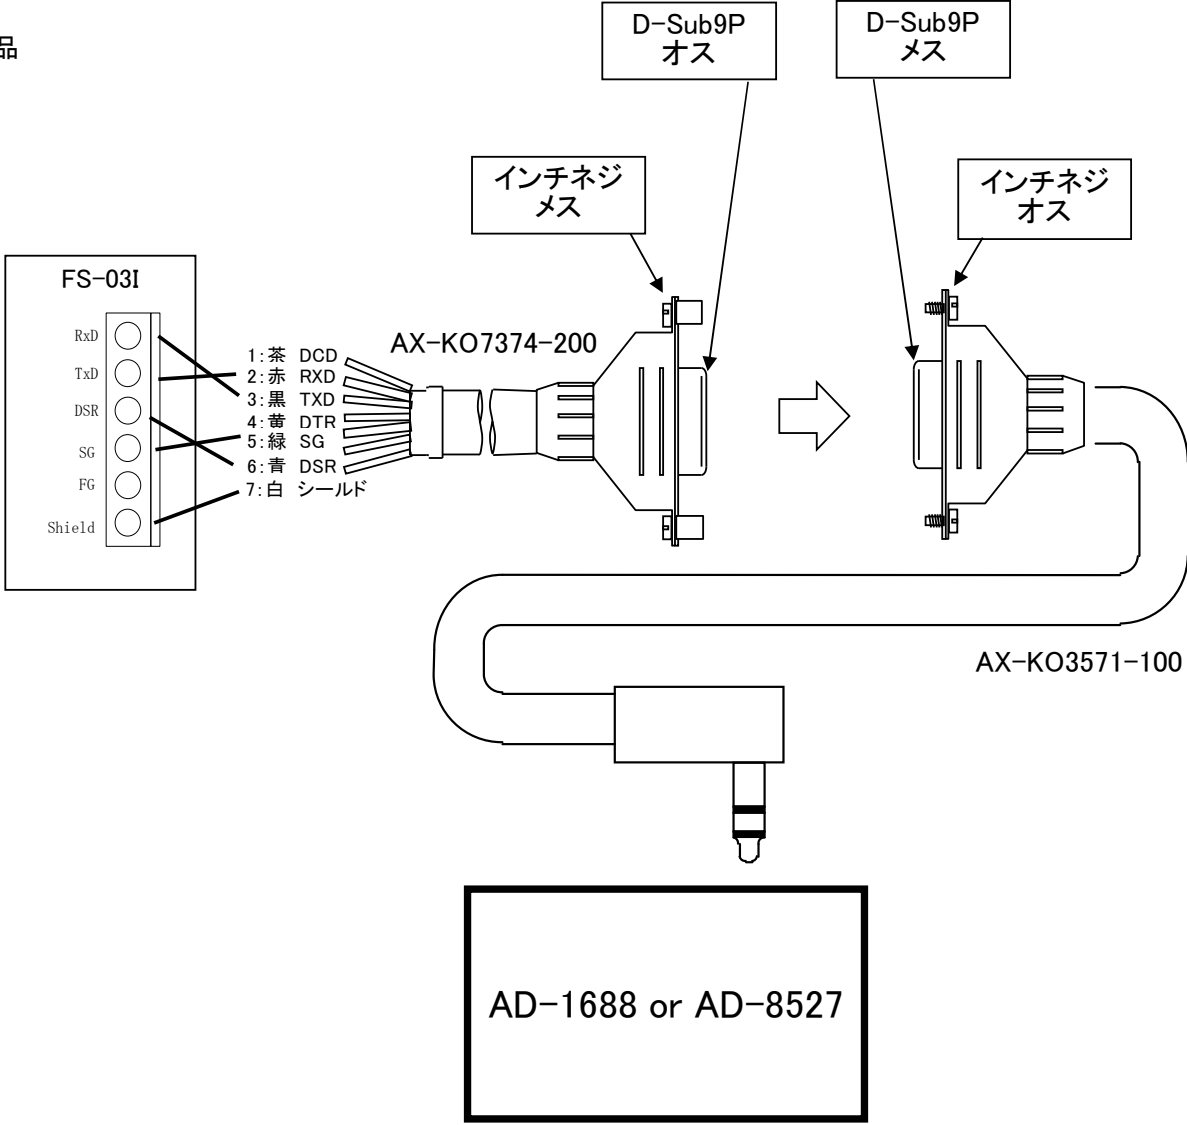 品
D-Sub9P
オス
D-Sub9P
メス
インチネジ
メス
インチネジ
オス
FS-03I
RxD
TxD
DSR
SG
FG
Shield
AX-KO7374-200
1:茶 DCD
2:赤 RXD
3:黒 TXD
4:黄 DTR
5:緑 SG
6:青 DSR
7:白 シールド
AX-KO3571-100
AD-1688 or AD-8527